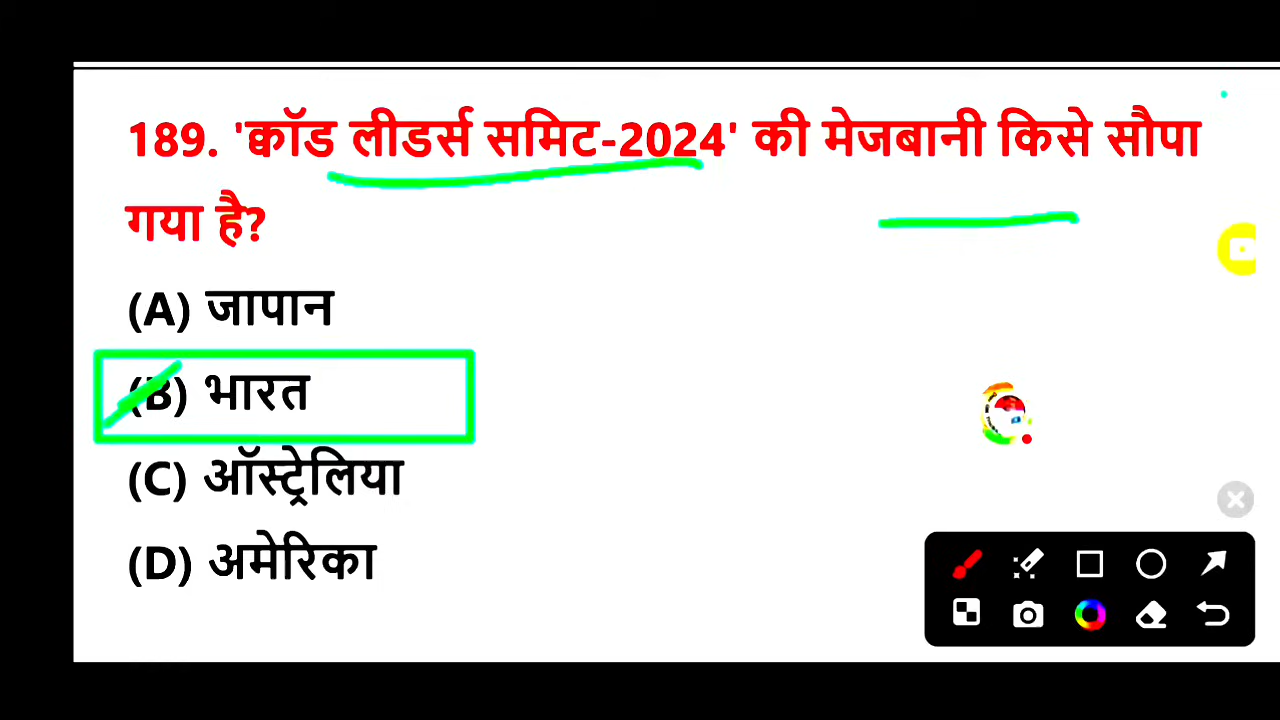 189. 'क्वॉड लीडर्स समिट-2024' की मेजबानी किसे सौपा
गया है?
(A) जापान
(B) भारत
(C) ऑस्ट्रेलिया
(D) अमेरिका